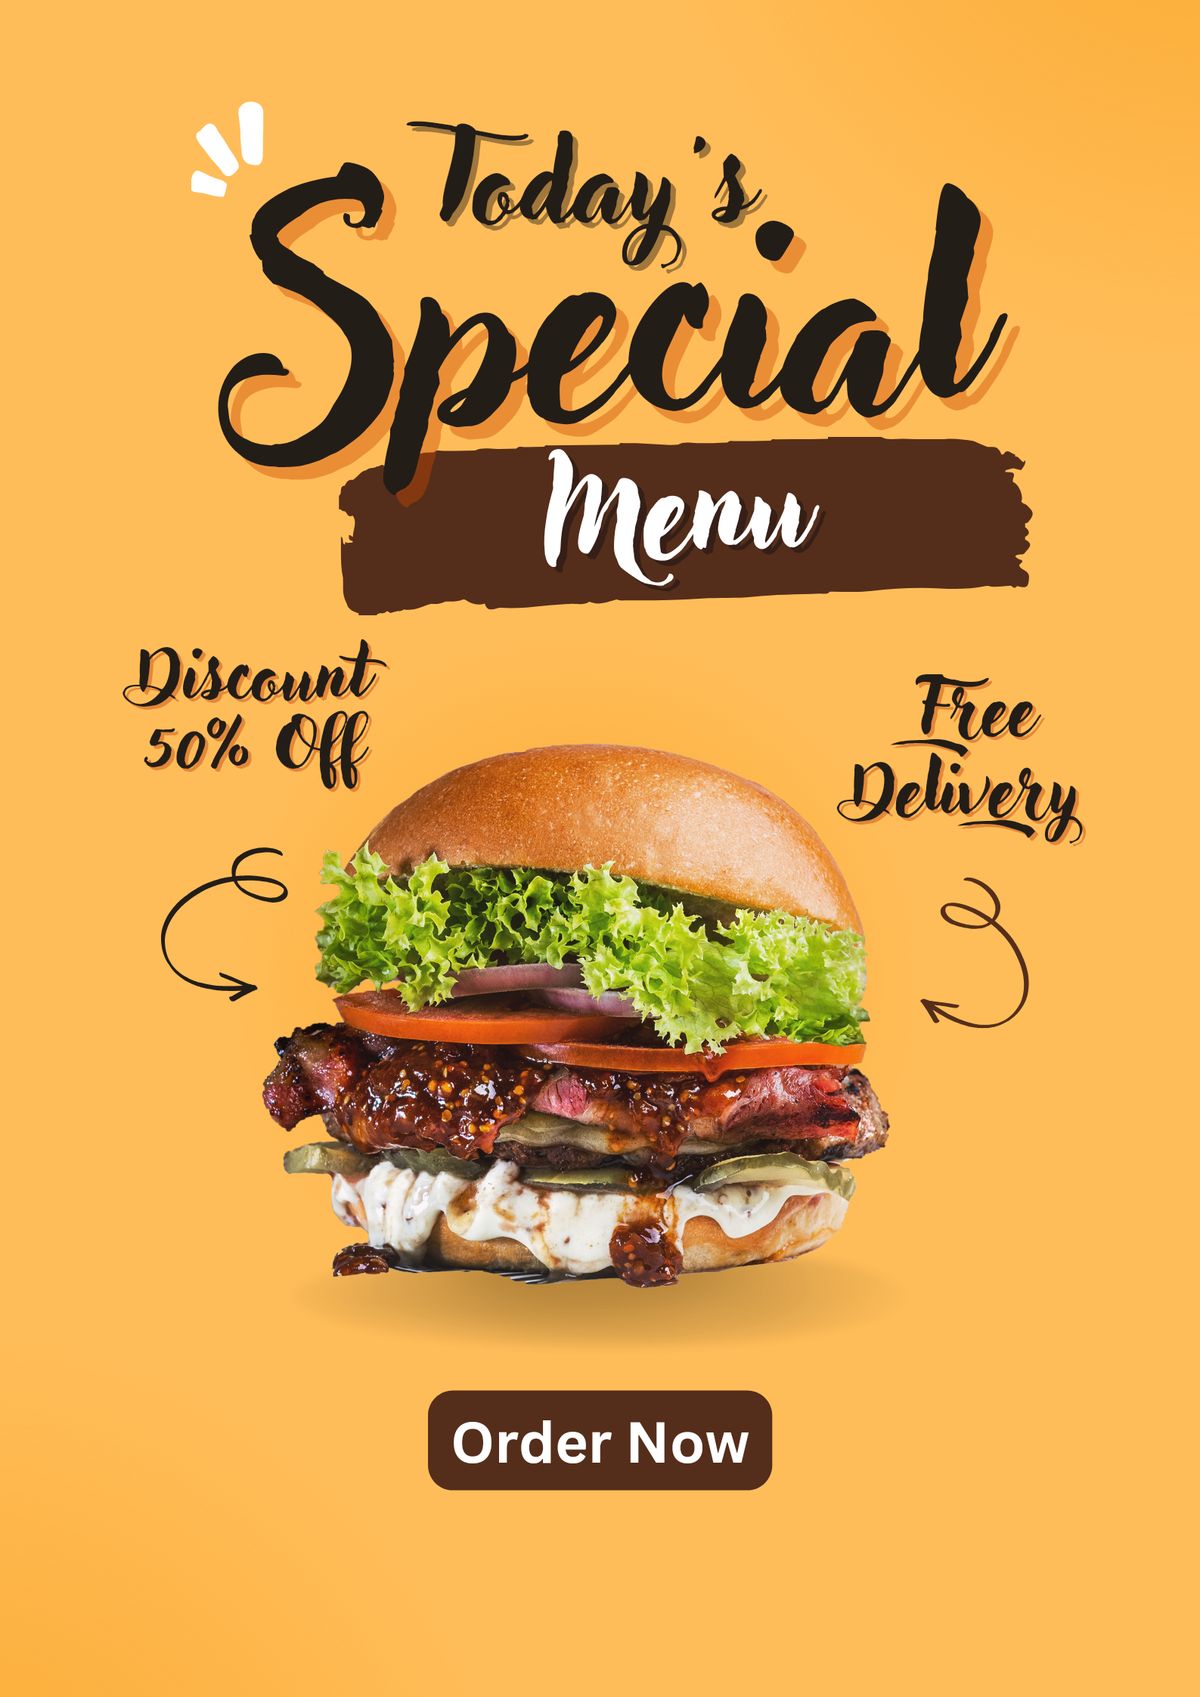 Today's
Special
Menu
Discount
50% Off
Free
Delivery
Order Now